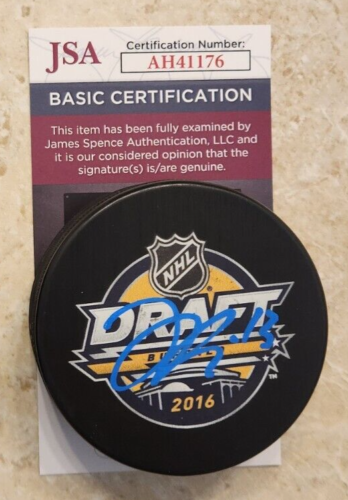 JSA
Certification Number:
AH41176
BASIC CERTIFICATION
This item has been fully examined by
James Spence Authentication, LLC and
it is our considered opinion that the
signature(s) is/are genuine.
NHL
DRAFT
2016
TM